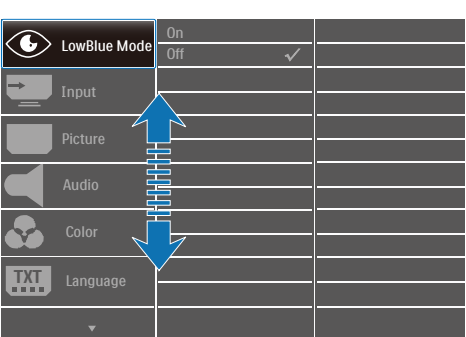 LowBlue Mode
On
Off
Input
Picture
Audio
Color
TXT
Language